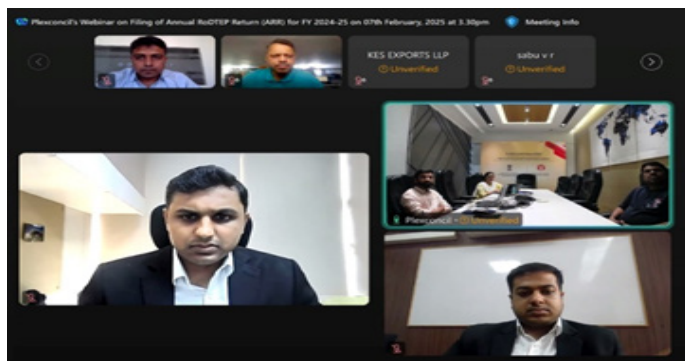 Plexconcil's Webinar on Filing of Annual RoDTEP Return (ARR) for FY 2024-25 on 07th February, 2025 at 3.30pm
Meeting Info
KES EXPORTS LLP
Unverified
sabu v r
Unverified
Plexconcil • Unverified